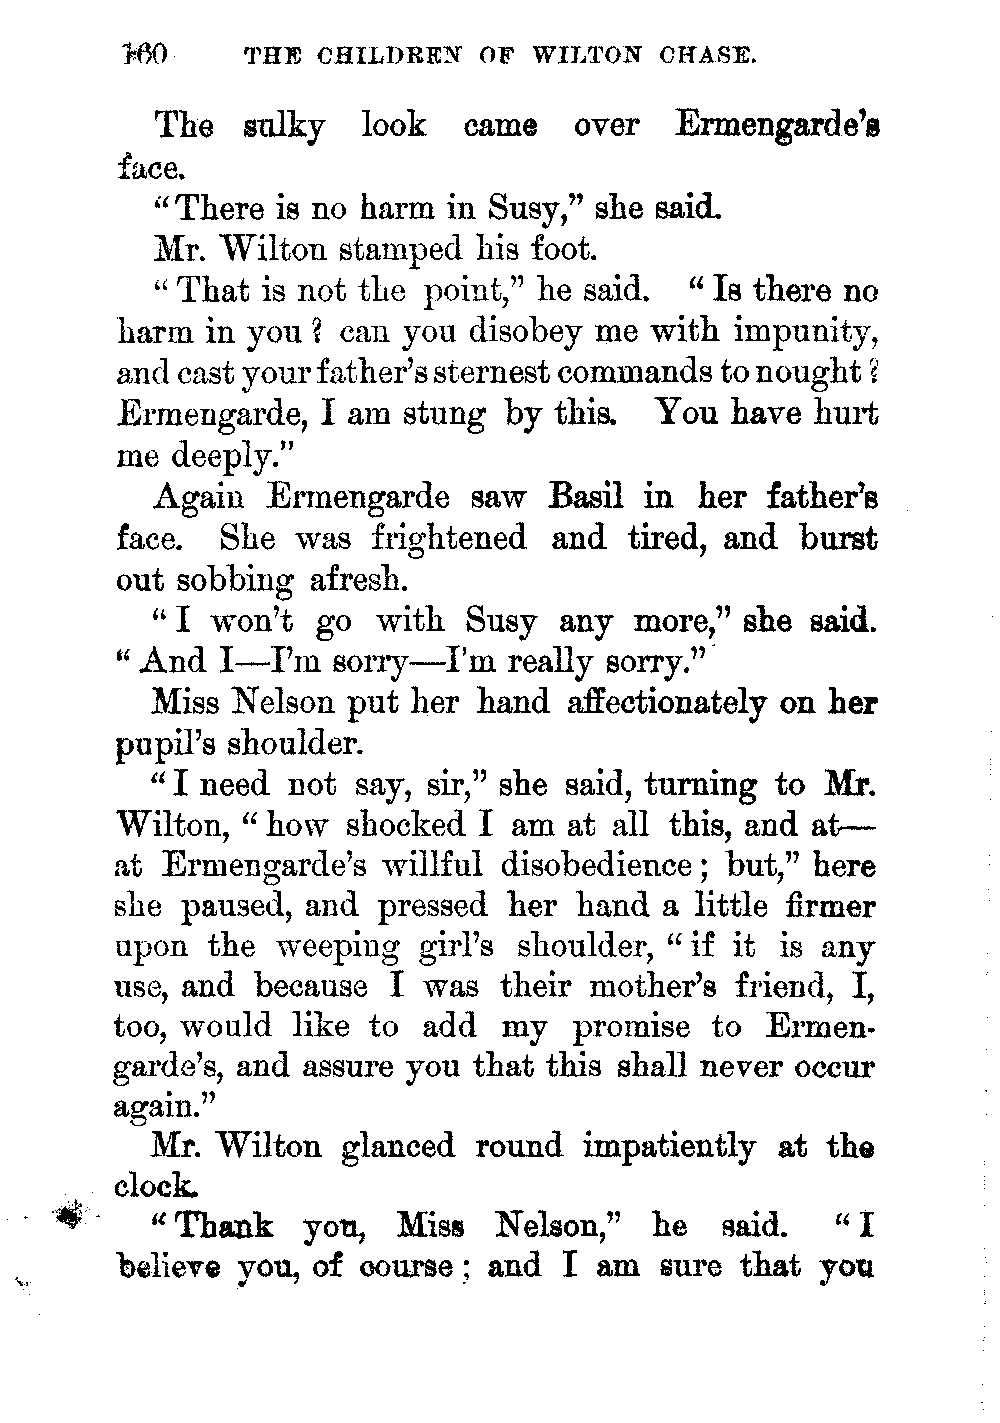 160 THE CHILDREN OF WILTON CHASE.
The sulky look came over Ermengarde's
face.
"There is no harm in Susy," she said.
Mr. Wilton stamped his foot.
"That is not the point," he said. "Is there no
harm in you? can you disobey me with impunity,
and cast your father's sternest commands to nought?
Ermengarde, I am stung by this. You have hurt
me deeply."
Again Ermengarde saw Basil in her father's
face. She was frightened and tired, and burst
out sobbing afresh.
"I won't go with Susy any more," she said.
"And I—I'm sorry—I'm really sorry."
Miss Nelson put her hand affectionately on her
pupil's shoulder.
"I need not say, sir," she said, turning to Mr.
Wilton, "how shocked I am at all this, and at—
at Ermengarde's willful disobedience; but," here
she paused, and pressed her hand a little firmer
upon the weeping girl's shoulder, "if it is any
use, and because I was their mother's friend, I,
too, would like to add my promise to Ermen-
garde's, and assure you that this shall never occur
again."
Mr. Wilton glanced round impatiently at the
clock.
"Thank you, Miss Nelson," he said. "I
believe you, of course; and I am sure that you